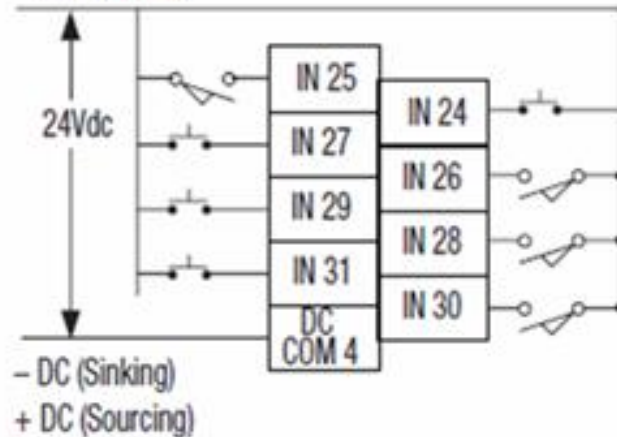 IN 25
IN 24
24Vdc
IN 27
IN 26
IN 29
IN 28
IN 31
IN 30
DC
COM 4
– DC (Sinking)
+ DC (Sourcing)